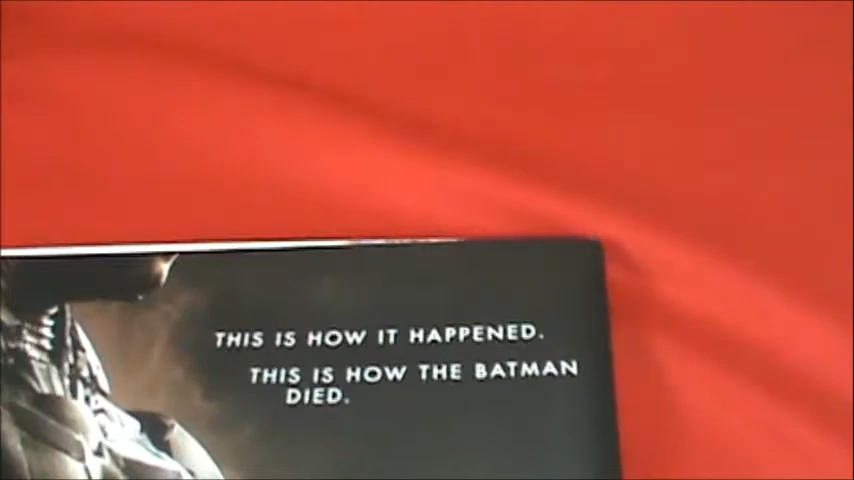 THIS IS HOW IT HAPPENED.
THIS IS HOW THE BATMAN
DIED.